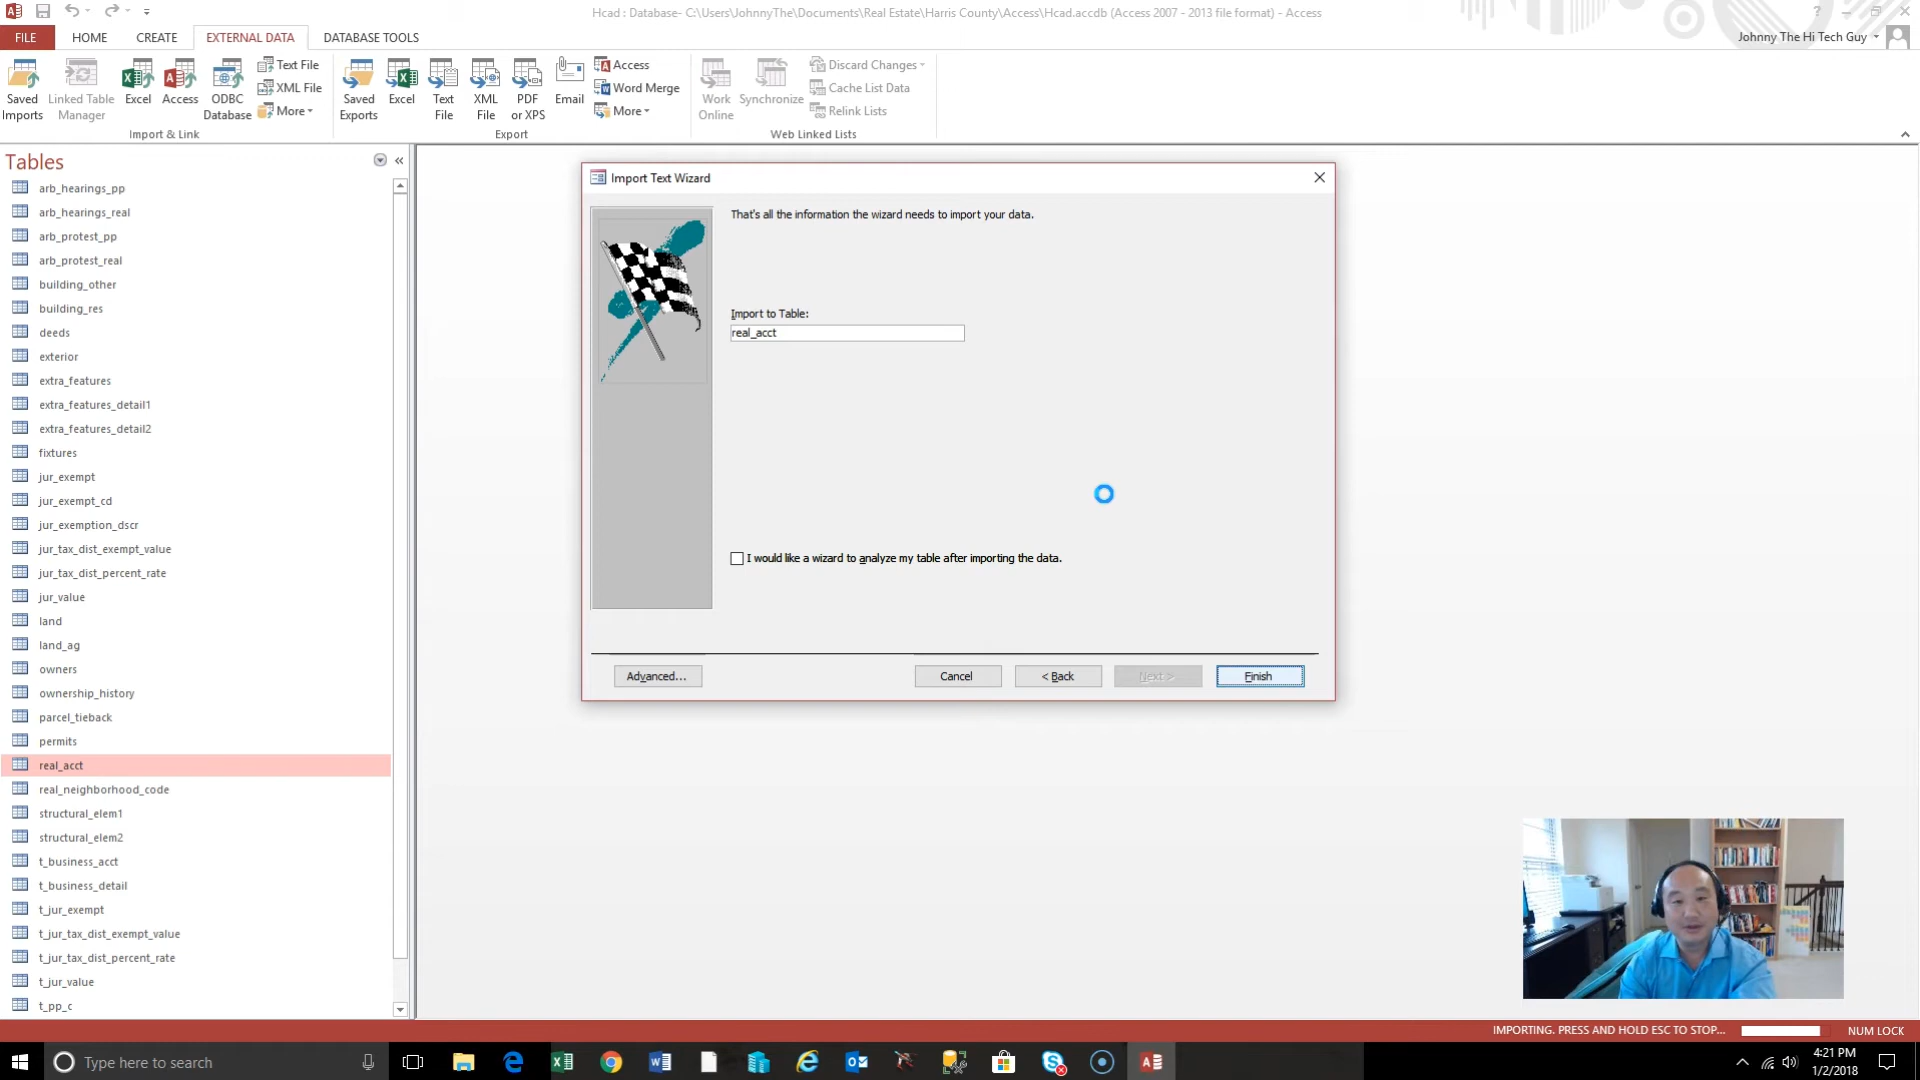 Hcad : Database- C:\Users\JohnnyThe\Documents\Real Estate\Harris County\Access\Hcad.accdb (Access 2007 - 2013 file format) - Access
FILE HOME CREATE EXTERNAL DATA DATABASE TOOLS
Johnny The Hi Tech Guy
Saved Imports
Linked Table Manager
Excel
Access
ODBC Database
Text File
XML File
More
Import & Link
Saved Exports
Excel
Text File
XML File
PDF or XPS
Email
Access
Word Merge
More
Export
Work Online
Synchronize
Discard Changes
Cache List Data
Relink Lists
Web Linked Lists
Tables
arb_hearings_pp
arb_hearings_real
arb_protest_pp
arb_protest_real
building_other
building_res
deeds
exterior
extra_features
extra_features_detail1
extra_features_detail2
fixtures
jur_exempt
jur_exempt_cd
jur_exemption_dscr
jur_tax_dist_exempt_value
jur_tax_dist_percent_rate
jur_value
land
land_ag
owners
ownership_history
parcel_tieback
permits
real_acct
real_neighborhood_code
structural_elem1
structural_elem2
t_business_acct
t_business_detail
t_jur_exempt
t_jur_tax_dist_exempt_value
t_jur_tax_dist_percent_rate
t_jur_value
t_pp_c
Import Text Wizard
That's all the information the wizard needs to import your data.
Import to Table:
real_acct
I would like a wizard to analyze my table after importing the data.
Advanced... Cancel < Back Next > Finish
IMPORTING. PRESS AND HOLD ESC TO STOP... NUM LOCK
Type here to search
4:21 PM
1/2/2018